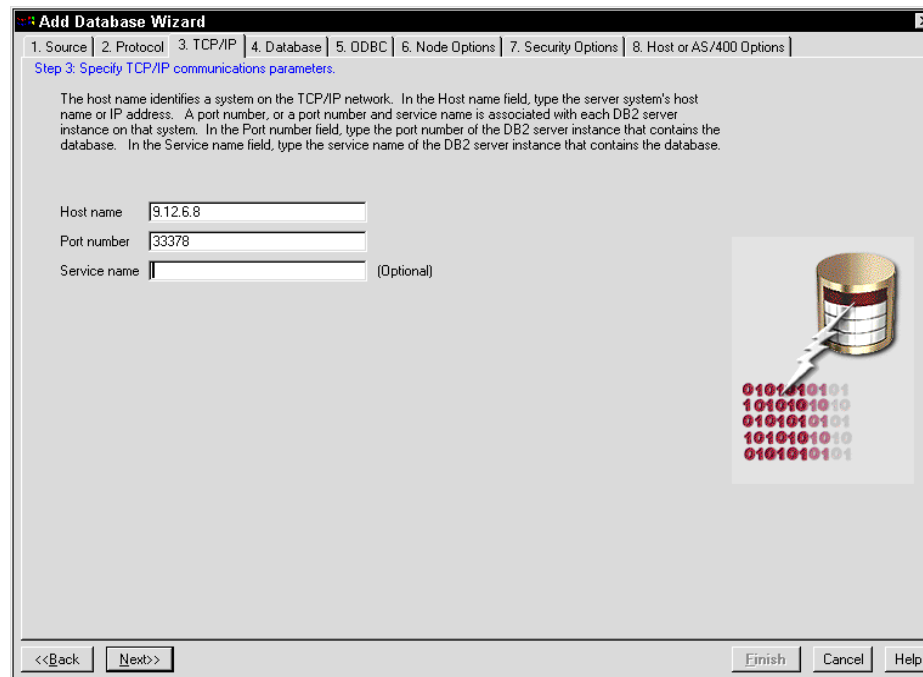 Add Database Wizard
1. Source 2. Protocol 3. TCP/IP 4. Database 5. ODBC 6. Node Options 7. Security Options 8. Host or AS/400 Options
Step 3: Specify TCP/IP communications parameters.
The host name identifies a system on the TCP/IP network. In the Host name field, type the server system's host
name or IP address. A port number, or a port number and service name is associated with each DB2 server
instance on that system. In the Port number field, type the port number of the DB2 server instance that contains the
database. In the Service name field, type the service name of the DB2 server instance that contains the database.
Host name 9.12.6.8
Port number 33378
Service name (Optional)
0101010101
1010101010
0101010101
1010101010
0101010101
<<Back Next>> Finish Cancel Help